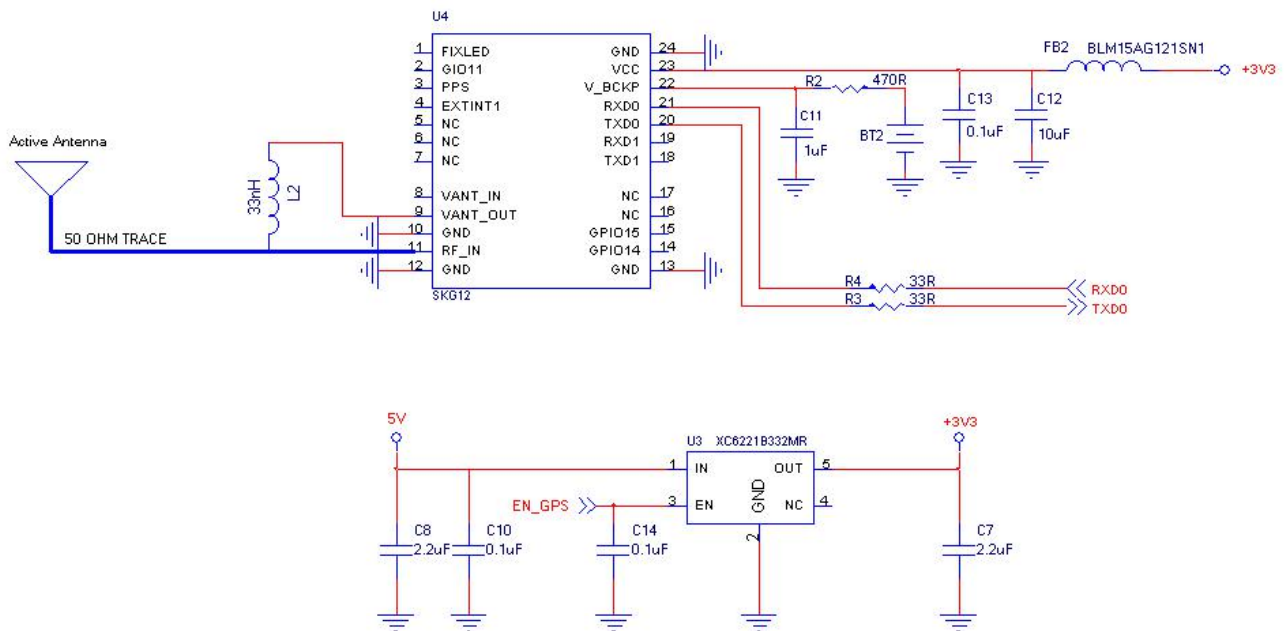 U4
1 FIXLED GND 24
2 GIO11 VCC 23
3 PPS V_BCKP 22
4 EXTINT1 RXD0 21
5 NC TXD0 20
6 NC RXD1 19
7 NC TXD1 18
8 VANT_IN NC 17
9 VANT_OUT NC 16
10 GND GPIO15 15
11 RF_IN GPIO14 14
12 GND GND 13
SKG12
Active Antenna
33nH
L2
50 OHM TRACE
FB2 BLM15AG121SN1
+3V3
R2 470R
C11
1uF
BT2
C13
0.1uF
C12
10uF
R4 33R RXD0
R3 33R TXD0
5V
U3 XC6221B332MR
+3V3
1 IN OUT 5
EN_GPS 3 EN GND NC 4
2
C8
2.2uF
C10
0.1uF
C14
0.1uF
C7
2.2uF